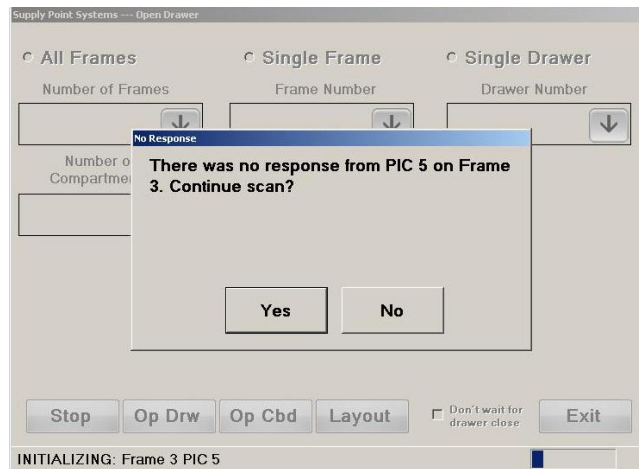 Supply Point Systems --- Open Drawer
All Frames
Single Frame
Single Drawer
Number of Frames
Frame Number
Drawer Number
No Response
There was no response from PIC 5 on Frame
3. Continue scan?
Number o
Compartme
Yes
No
Stop
Op Drw
Op Cbd
Layout
Don't wait for
drawer close
Exit
INITIALIZING: Frame 3 PIC 5